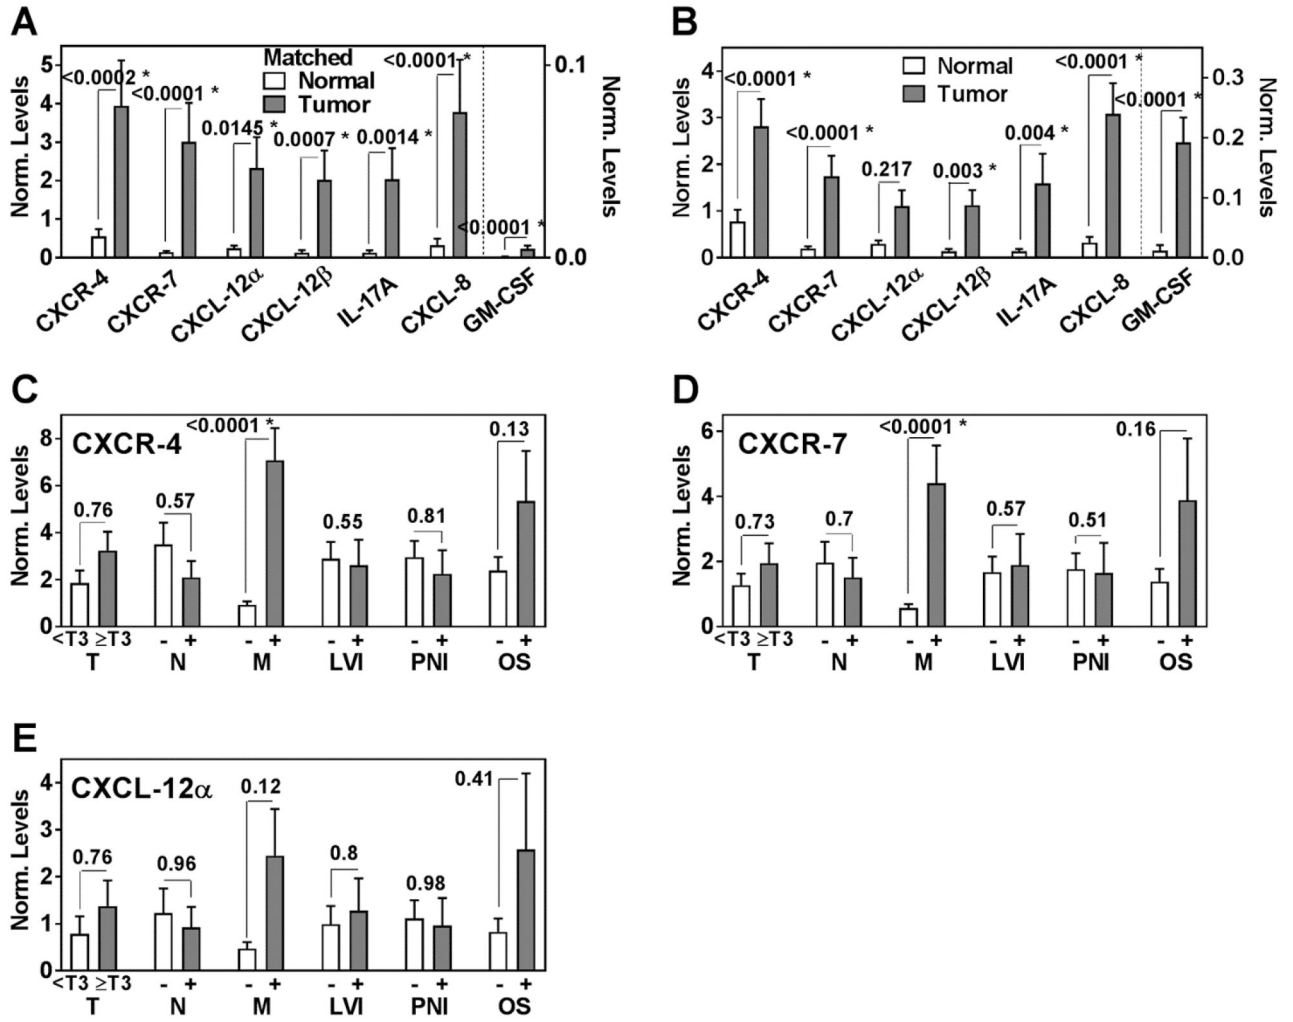 A
Matched
Normal
Tumor
<0.0002 *
<0.0001 *
0.0145 *
0.0007 *
0.0014 *
<0.0001 *
<0.0001 *
Norm. Levels
5
4
3
2
1
0
0.1
0.0
Norm. Levels
CXCR-4
CXCR-7
CXCL-12α
CXCL-12β
IL-17A
CXCL-8
GM-CSF
B
Normal
Tumor
<0.0001 *
<0.0001 *
0.217
0.003 *
0.004 *
<0.0001 *
<0.0001 *
Norm. Levels
4
3
2
1
0
0.3
0.2
0.1
0.0
Norm. Levels
CXCR-4
CXCR-7
CXCL-12α
CXCL-12β
IL-17A
CXCL-8
GM-CSF
C
CXCR-4
0.76
0.57
<0.0001 *
0.55
0.81
0.13
Norm. Levels
8
6
4
2
0
<T3 ≥T3 - + - + - + - + - +
T N M LVI PNI OS
D
CXCR-7
0.73
0.7
<0.0001 *
0.57
0.51
0.16
Norm. Levels
6
4
2
0
<T3 ≥T3 - + - + - + - + - +
T N M LVI PNI OS
E
CXCL-12α
0.76
0.96
0.12
0.8
0.98
0.41
Norm. Levels
4
3
2
1
0
<T3 ≥T3 - + - + - + - + - +
T N M LVI PNI OS